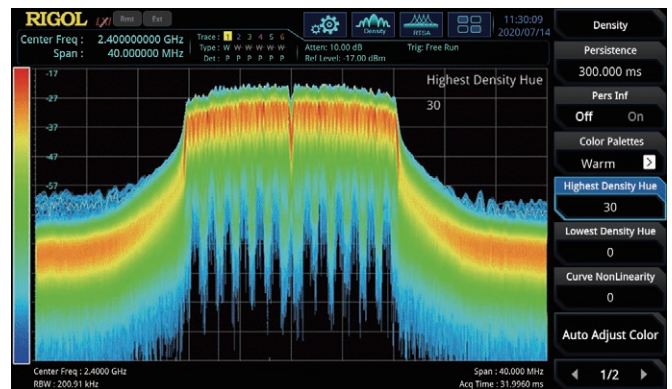 RIGOL LXI Rmt Ext
Density
RTSA
11:30:09
2020/07/14
Center Freq : 2.400000000 GHz
Span : 40.000000 MHz
Trace : 1 2 3 4 5 6
Type : W W W W W W
Det : P P P P P P
Atten: 10.00 dB
Ref Level: -17.00 dBm
Trig: Free Run
-17
-27
-37
-47
-57
Highest Density Hue
30
Center Freq : 2.4000 GHz
RBW : 200.91 kHz
Span : 40.000 MHz
Acq Time : 31.9960 ms
Density
Persistence
300.000 ms
Pers Inf
Off On
Color Palettes
Warm >
Highest Density Hue
30
Lowest Density Hue
0
Curve NonLinearity
0
Auto Adjust Color
1/2